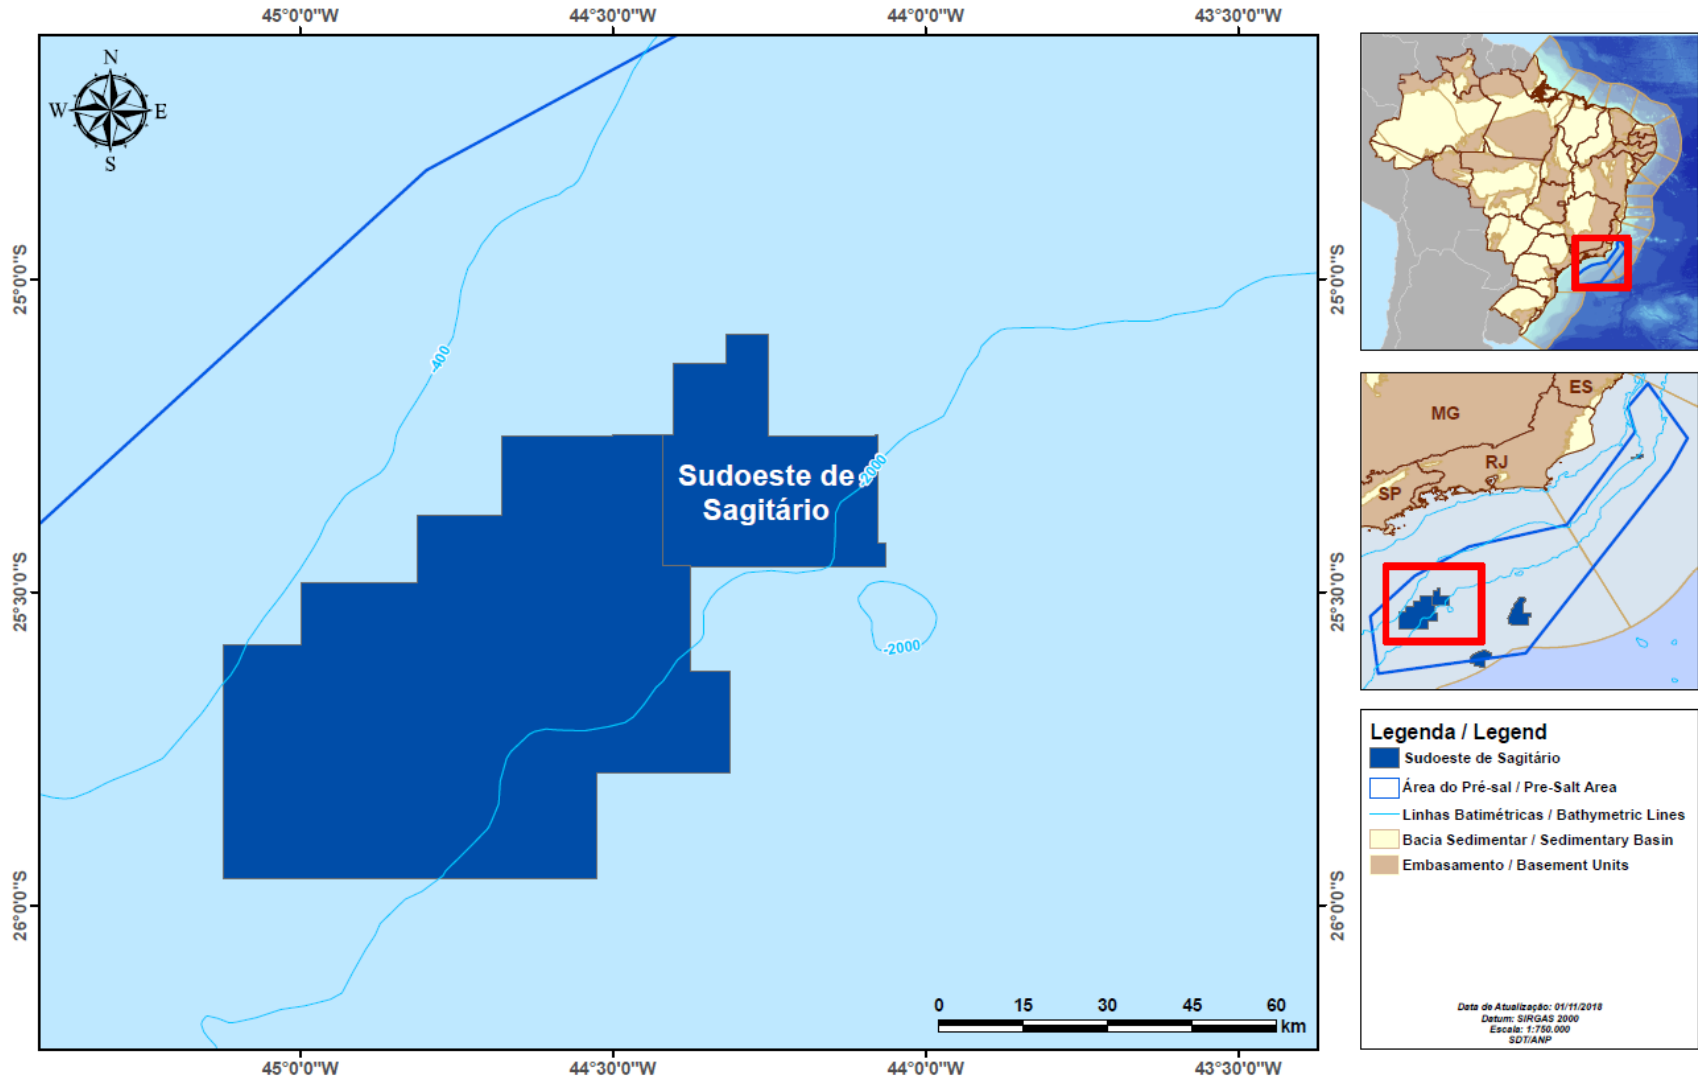 45°0'0"W
44°30'0"W
44°0'0"W
43°30'0"W
N
W
E
S
25°0'0"S
25°0'0"S
-400
Sudoeste de
Sagitário
-2000
25°30'0"S
25°30'0"S
-2000
26°0'0"S
26°0'0"S
0 15 30 45 60
km
45°0'0"W
44°30'0"W
44°0'0"W
43°30'0"W
ES
MG
RJ
SP
Legenda / Legend
Sudoeste de Sagitário
Área do Pré-sal / Pre-Salt Area
Linhas Batimétricas / Bathymetric Lines
Bacia Sedimentar / Sedimentary Basin
Embasamento / Basement Units
Data de Atualização: 01/11/2018
Datum: SIRGAS 2000
Escala: 1:750.000
SDT/ANP